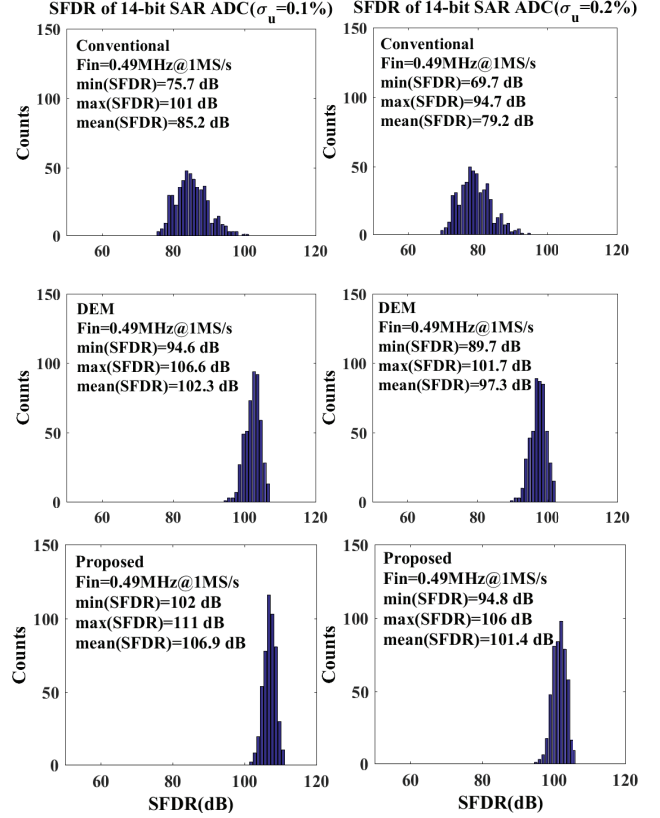 SFDR of 14-bit SAR ADC(σ_u=0.1%)
Conventional
Fin=0.49MHz@1MS/s
min(SFDR)=75.7 dB
max(SFDR)=101 dB
mean(SFDR)=85.2 dB
Counts
150
100
50
0
60
80
100
120
SFDR of 14-bit SAR ADC(σ_u=0.2%)
Conventional
Fin=0.49MHz@1MS/s
min(SFDR)=69.7 dB
max(SFDR)=94.7 dB
mean(SFDR)=79.2 dB
Counts
150
100
50
0
60
80
100
120
DEM
Fin=0.49MHz@1MS/s
min(SFDR)=94.6 dB
max(SFDR)=106.6 dB
mean(SFDR)=102.3 dB
Counts
150
100
50
0
60
80
100
120
DEM
Fin=0.49MHz@1MS/s
min(SFDR)=89.7 dB
max(SFDR)=101.7 dB
mean(SFDR)=97.3 dB
Counts
150
100
50
0
60
80
100
120
Proposed
Fin=0.49MHz@1MS/s
min(SFDR)=102 dB
max(SFDR)=111 dB
mean(SFDR)=106.9 dB
Counts
150
100
50
0
60
80
100
120
SFDR(dB)
Proposed
Fin=0.49MHz@1MS/s
min(SFDR)=94.8 dB
max(SFDR)=106 dB
mean(SFDR)=101.4 dB
Counts
150
100
50
0
60
80
100
120
SFDR(dB)